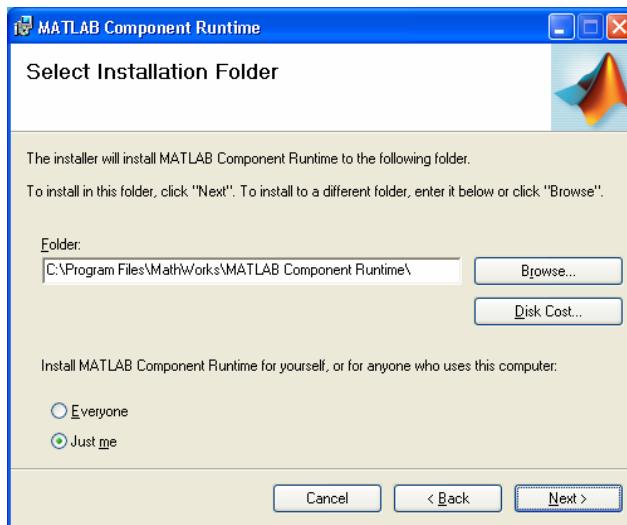 MATLAB Component Runtime
Select Installation Folder
The installer will install MATLAB Component Runtime to the following folder.
To install in this folder, click "Next". To install to a different folder, enter it below or click "Browse".
Folder:
C:\Program Files\MathWorks\MATLAB Component Runtime\
Browse...
Disk Cost...
Install MATLAB Component Runtime for yourself, or for anyone who uses this computer:
Everyone
Just me
Cancel
< Back
Next >